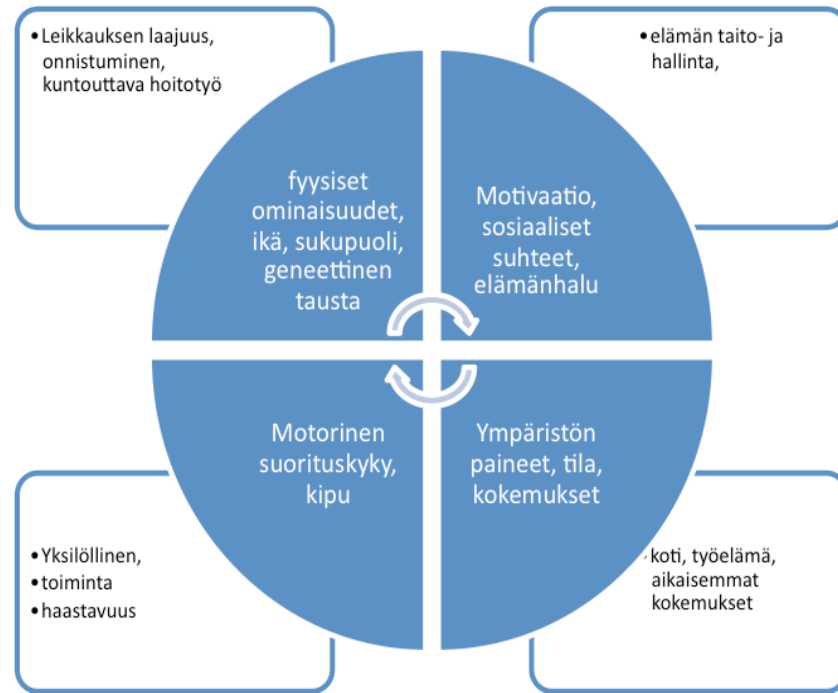 •Leikkauksen laajuus,
onnistuminen,
kuntouttava hoitotyö
•elämän taito- ja
hallinta,
fyysiset
ominaisuudet,
ikä, sukupuoli,
geneettinen
tausta
Motivaatio,
sosiaaliset
suhteet,
elämänhalu
Motorinen
suorituskyky,
kipu
Ympäristön
paineet, tila,
kokemukset
•Yksilöllinen,
•toiminta
•haastavuus
koti, työelämä,
aikaisemmat
kokemukset